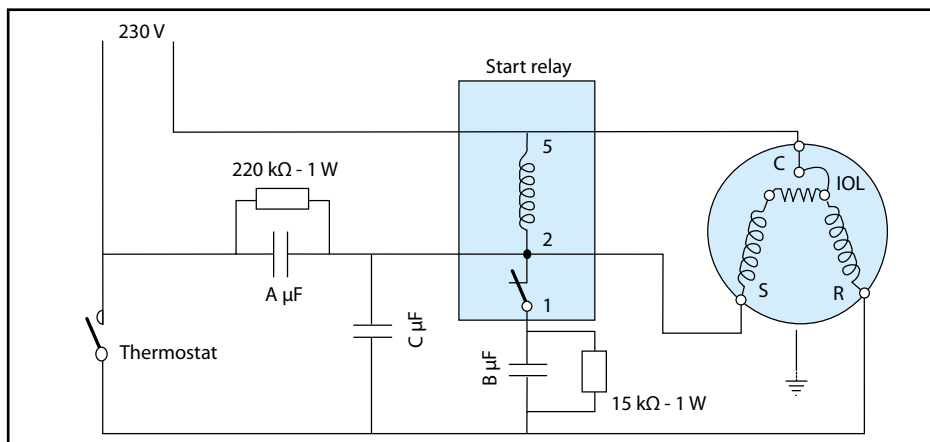 230 V
Start relay
5
C
IOL
220 kΩ - 1 W
2
A µF
S
R
1
C µF
Thermostat
B µF
15 kΩ - 1 W